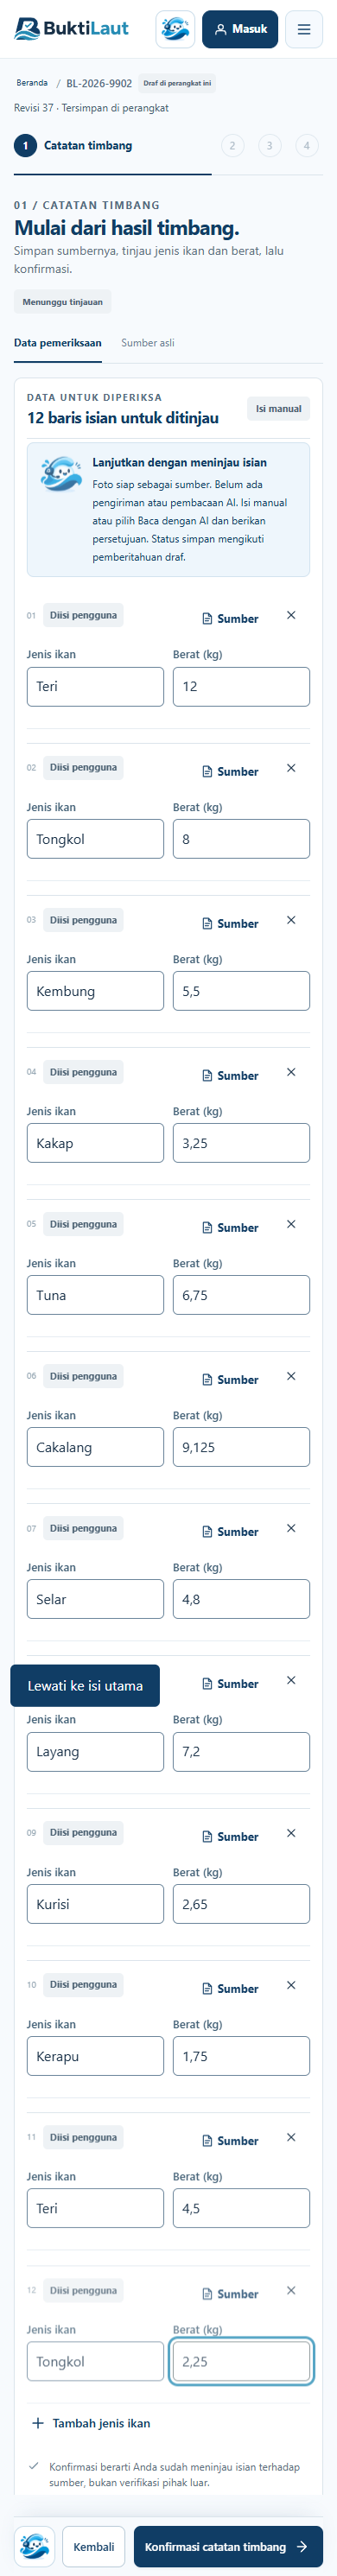 BuktiLaut
Masuk
Beranda / BL-2026-9902 Draf di perangkat ini
Revisi 37 · Tersimpan di perangkat
1 Catatan timbang 2 3 4
01 / CATATAN TIMBANG
Mulai dari hasil timbang.
Simpan sumbernya, tinjau jenis ikan dan berat, lalu
konfirmasi.
Menunggu tinjauan
Data pemeriksaan Sumber asli
DATA UNTUK DIPERIKSA
12 baris isian untuk ditinjau
Isi manual
Lanjutkan dengan meninjau isian
Foto siap sebagai sumber. Belum ada
pengiriman atau pembacaan AI. Isi manual
atau pilih Baca dengan AI dan berikan
persetujuan. Status simpan mengikuti
pemberitahuan draf.
01 Diisi pengguna Sumber
Jenis ikan Berat (kg)
Teri 12
02 Diisi pengguna Sumber
Jenis ikan Berat (kg)
Tongkol 8
03 Diisi pengguna Sumber
Jenis ikan Berat (kg)
Kembung 5,5
04 Diisi pengguna Sumber
Jenis ikan Berat (kg)
Kakap 3,25
05 Diisi pengguna Sumber
Jenis ikan Berat (kg)
Tuna 6,75
06 Diisi pengguna Sumber
Jenis ikan Berat (kg)
Cakalang 9,125
07 Diisi pengguna Sumber
Jenis ikan Berat (kg)
Selar 4,8
Lewati ke isi utama Sumber
Jenis ikan Berat (kg)
Layang 7,2
09 Diisi pengguna Sumber
Jenis ikan Berat (kg)
Kurisi 2,65
10 Diisi pengguna Sumber
Jenis ikan Berat (kg)
Kerapu 1,75
11 Diisi pengguna Sumber
Jenis ikan Berat (kg)
Teri 4,5
12 Diisi pengguna Sumber
Jenis ikan Berat (kg)
Tongkol 2,25
Tambah jenis ikan
Konfirmasi berarti Anda sudah meninjau isian terhadap
sumber, bukan verifikasi pihak luar.
Kembali Konfirmasi catatan timbang